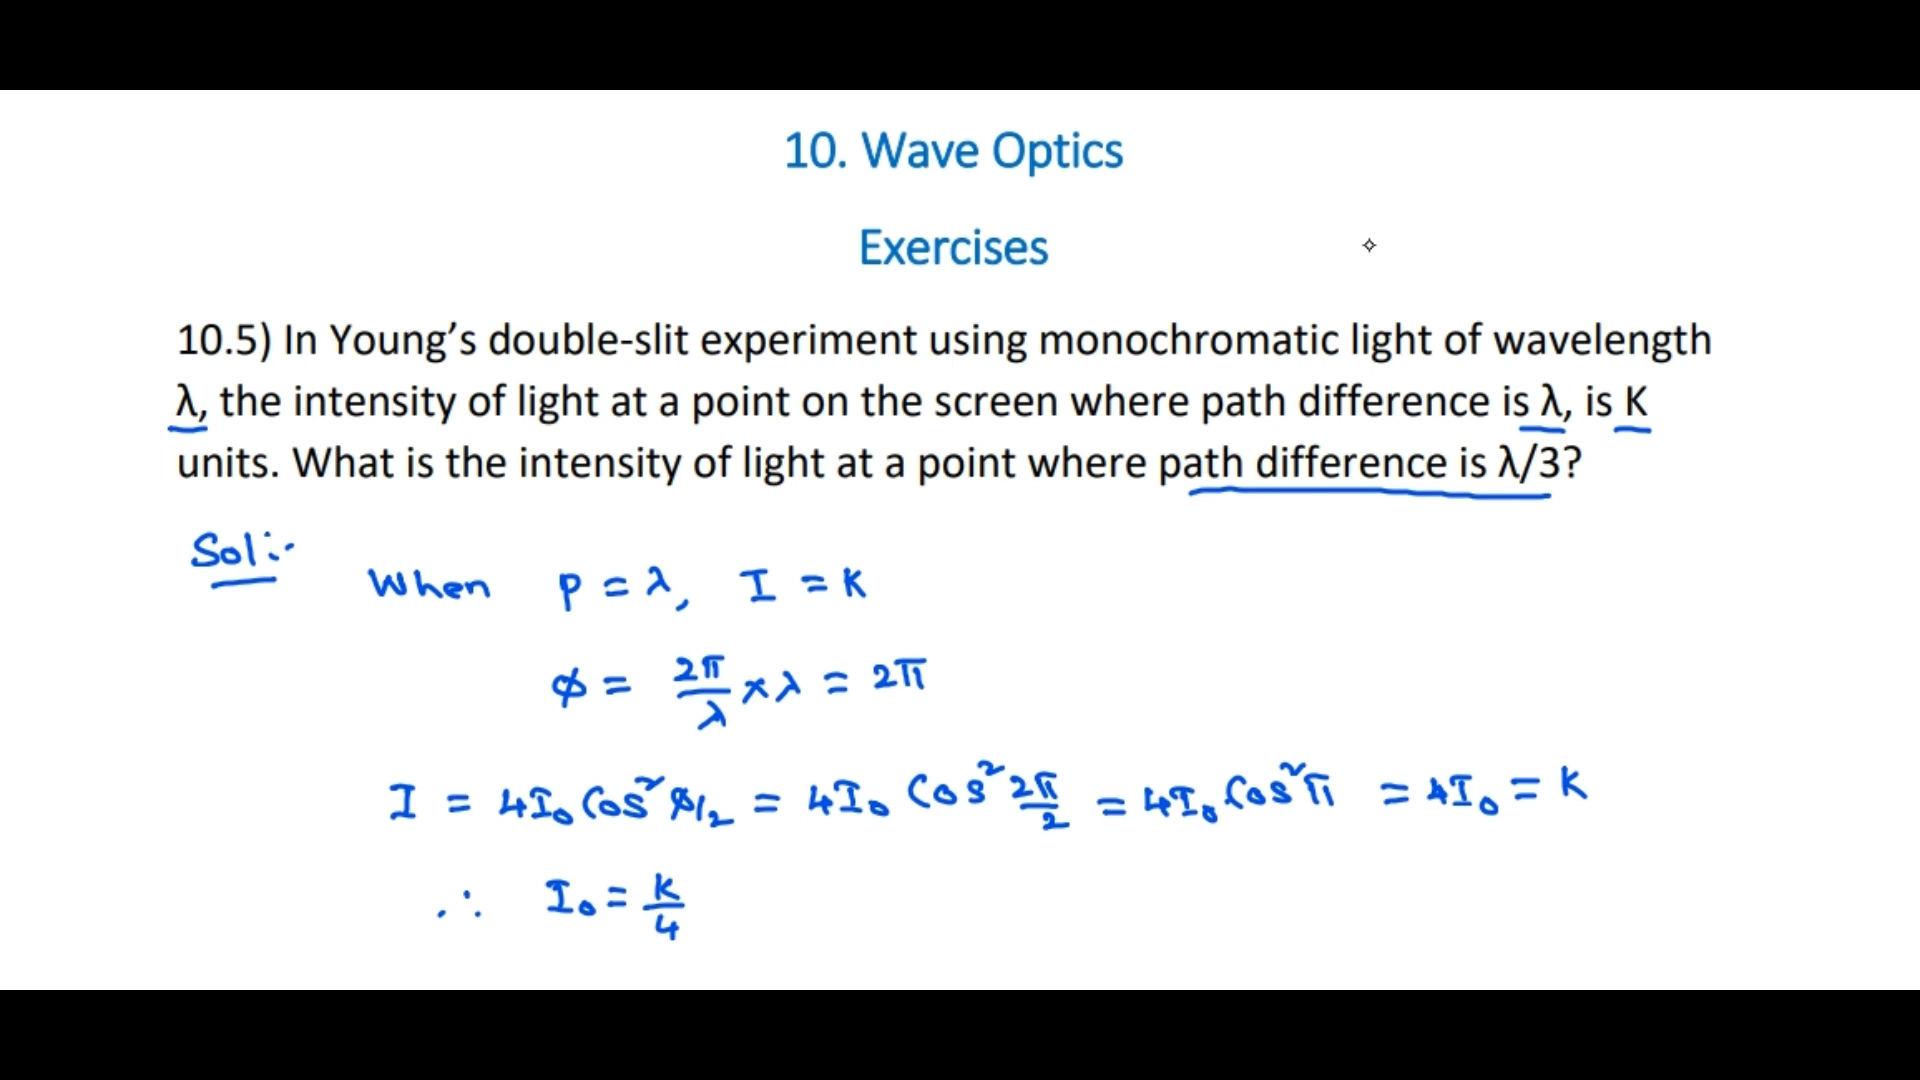 10. Wave Optics
Exercises
10.5) In Young’s double-slit experiment using monochromatic light of wavelength
λ, the intensity of light at a point on the screen where path difference is λ, is K
units. What is the intensity of light at a point where path difference is λ/3?
Sol:-
When p = λ, I = K
φ = 2π/λ × λ = 2π
I = 4I₀ Cos² φ/2 = 4I₀ Cos² 2π/2 = 4I₀ Cos² π = 4I₀ = K
∴ I₀ = K/4